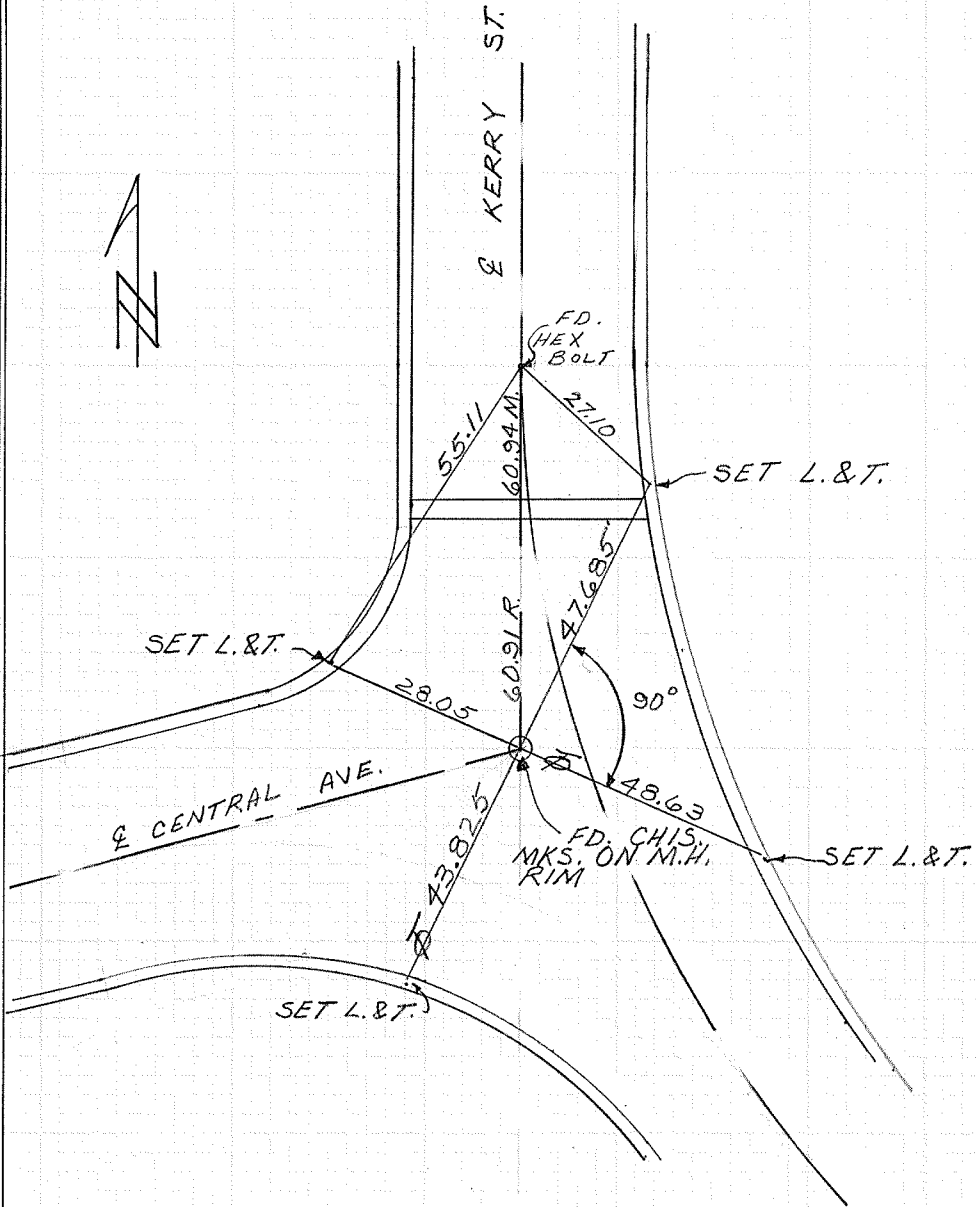 ℄ KERRY ST.
N
FD.
HEX
BOLT
55.11
60.94 M.
27.10
SET L.&T.
47.685'
60.91 R.
SET L.&T.
28.05
90°
℄ CENTRAL AVE.
48.63
FD. CHIS.
MKS. ON M.H.
RIM
SET L.&T.
43.825
SET L.&T.